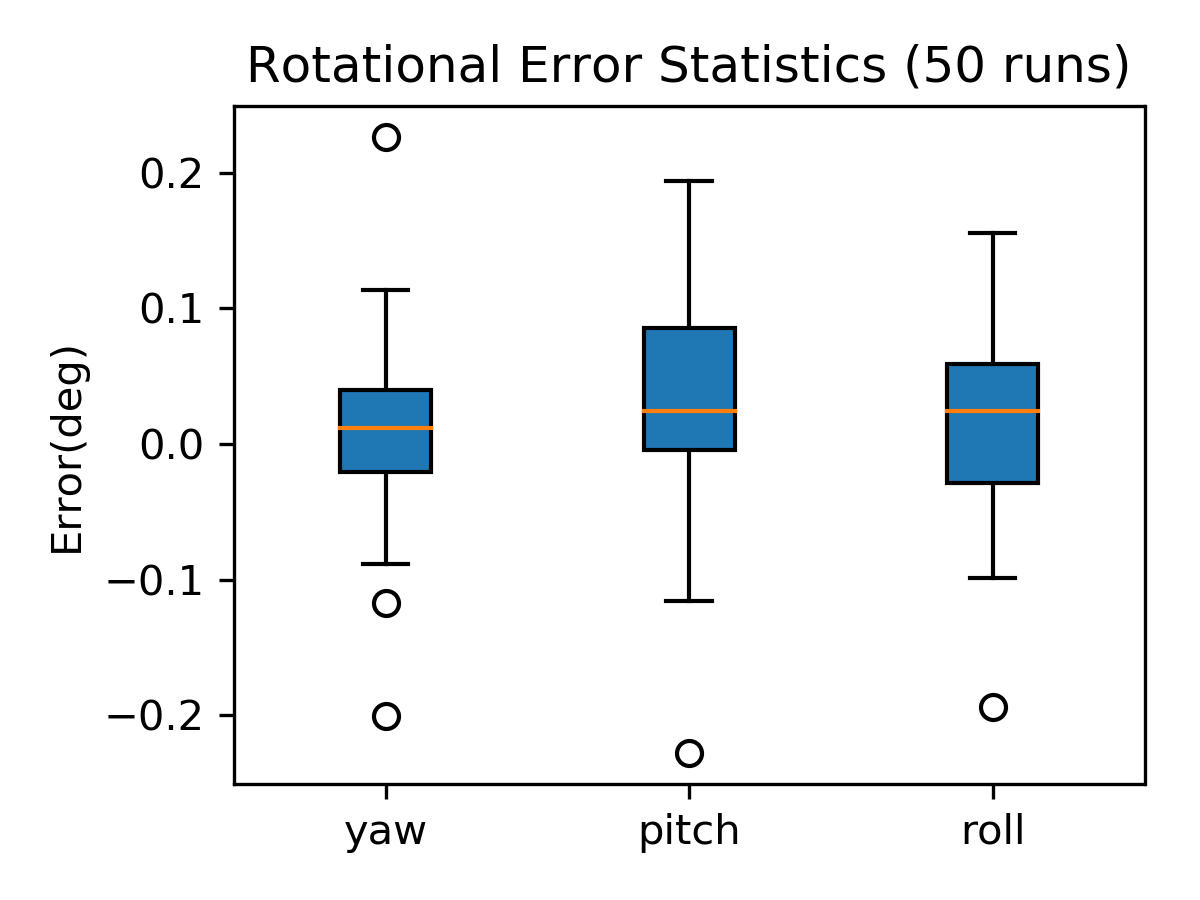 Rotational Error Statistics (50 runs)
Error(deg)
0.2
0.1
0.0
−0.1
−0.2
yaw pitch roll